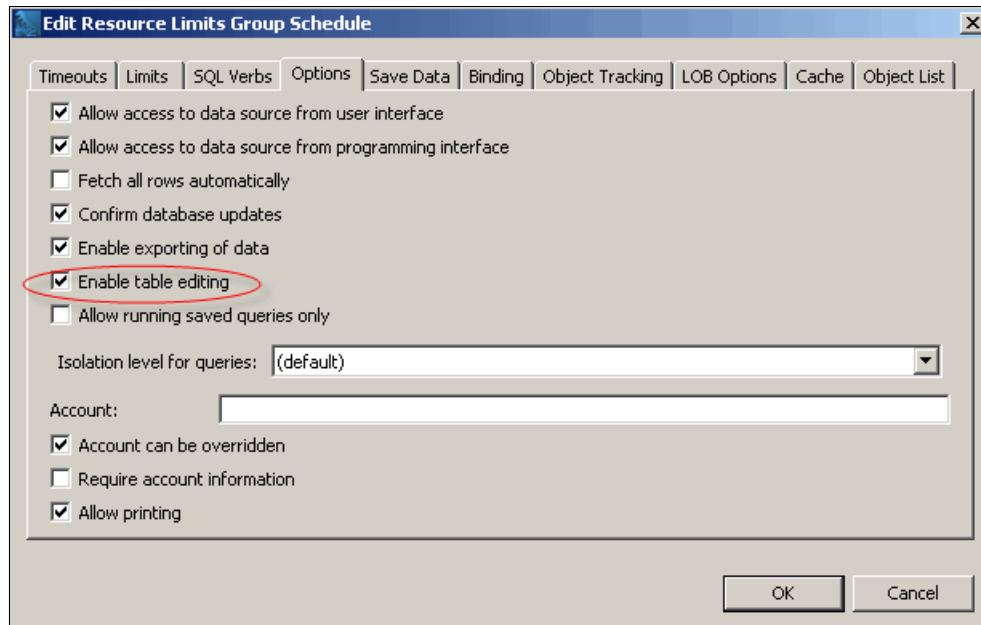 Edit Resource Limits Group Schedule
Timeouts Limits SQL Verbs Options Save Data Binding Object Tracking LOB Options Cache Object List
Allow access to data source from user interface
Allow access to data source from programming interface
Fetch all rows automatically
Confirm database updates
Enable exporting of data
Enable table editing
Allow running saved queries only
Isolation level for queries: (default)
Account:
Account can be overridden
Require account information
Allow printing
OK Cancel